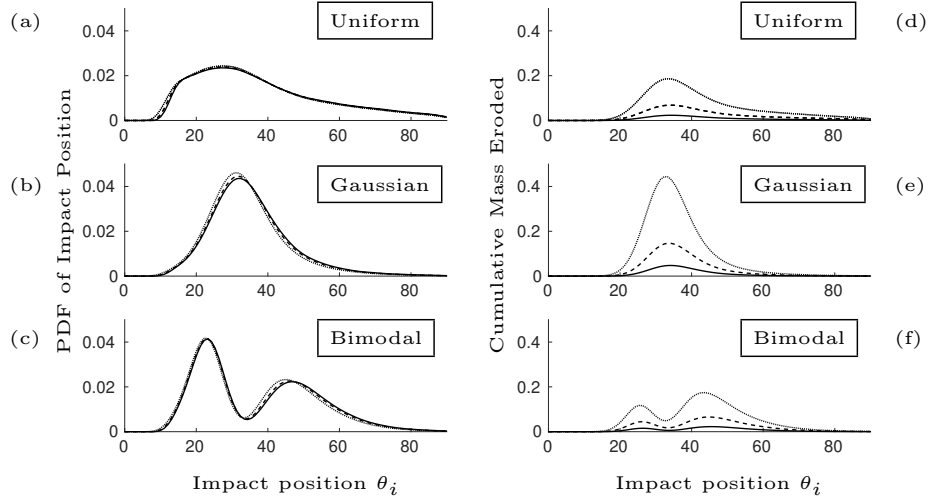 (a)
Uniform
0.04
0.02
0
0 20 40 60 80
(b)
Gaussian
0.04
0.02
0
0 20 40 60 80
(c)
Bimodal
0.04
0.02
0
0 20 40 60 80
PDF of Impact Position
Impact position θi
(d)
Uniform
0.4
0.2
0
0 20 40 60 80
(e)
Gaussian
0.4
0.2
0
0 20 40 60 80
(f)
Bimodal
0.4
0.2
0
0 20 40 60 80
Cumulative Mass Eroded
Impact position θi